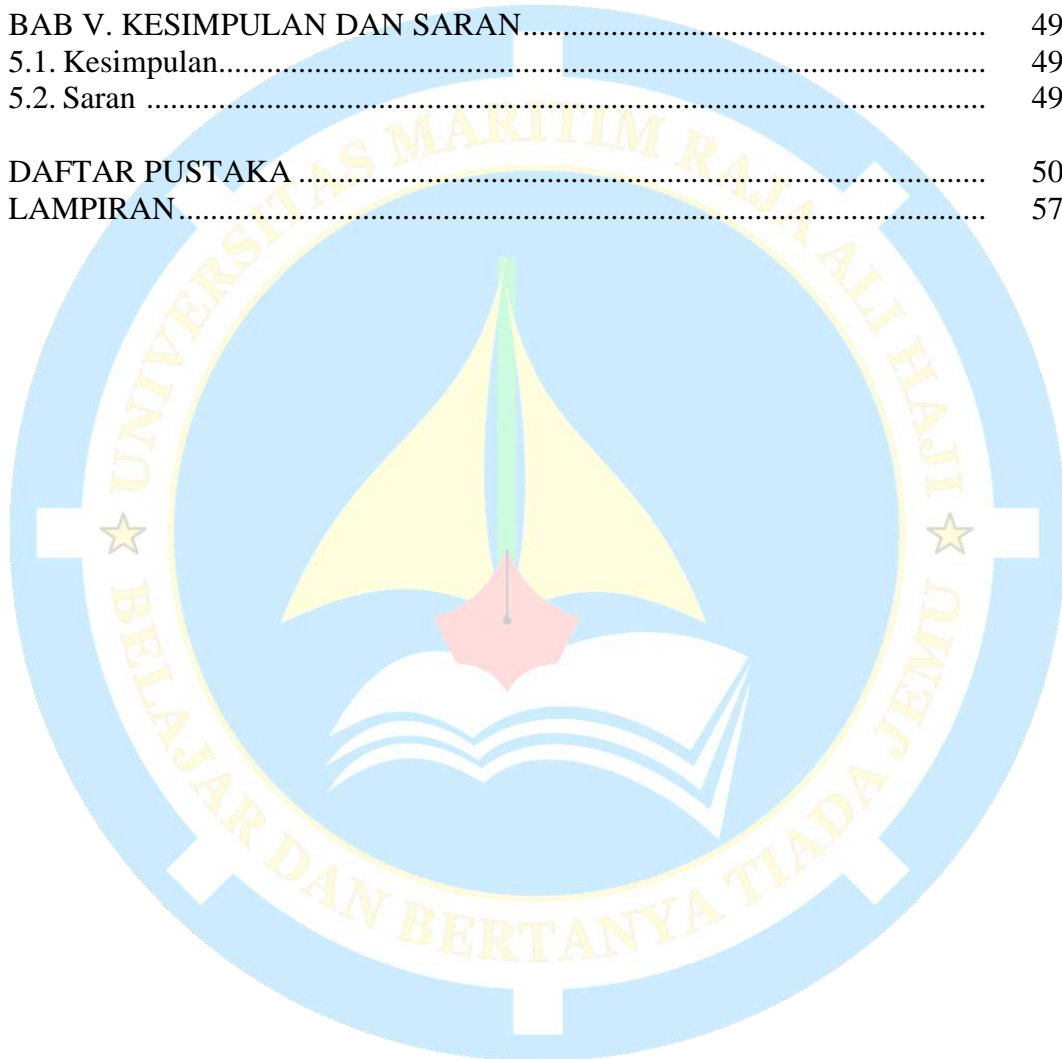 BAB V. KESIMPULAN DAN SARAN................................................................ 49
5.1. Kesimpulan................................................................................................ 49
5.2. Saran ......................................................................................................... 49
DAFTAR PUSTAKA ...................................................................................... 50
LAMPIRAN..................................................................................................... 57
UNIVERSITAS MARITIM RAJA ALI HAJI
BELAJAR DAN BERTANYA TIADA JEMU